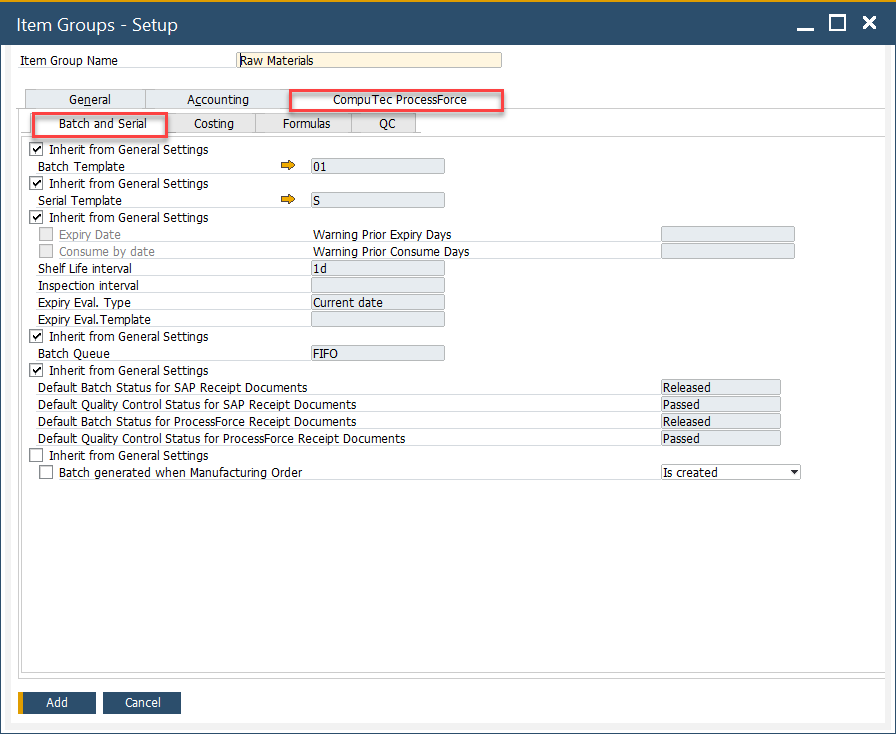 Item Groups - Setup
Item Group Name Raw Materials
General Accounting CompuTec ProcessForce
Batch and Serial Costing Formulas QC
Inherit from General Settings
Batch Template 01
Inherit from General Settings
Serial Template S
Inherit from General Settings
Expiry Date Warning Prior Expiry Days
Consume by date Warning Prior Consume Days
Shelf Life interval 1d
Inspection interval
Expiry Eval. Type Current date
Expiry Eval.Template
Inherit from General Settings
Batch Queue FIFO
Inherit from General Settings
Default Batch Status for SAP Receipt Documents Released
Default Quality Control Status for SAP Receipt Documents Passed
Default Batch Status for ProcessForce Receipt Documents Released
Default Quality Control Status for ProcessForce Receipt Documents Passed
Inherit from General Settings
Batch generated when Manufacturing Order Is created
Add Cancel